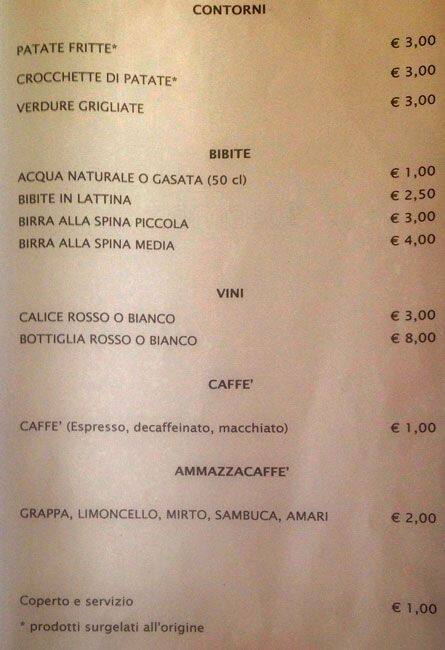 CONTORNI
PATATE FRITTE* € 3,00
CROCCHETTE DI PATATE* € 3,00
VERDURE GRIGLIATE € 3,00
BIBITE
ACQUA NATURALE O GASATA (50 cl) € 1,00
BIBITE IN LATTINA € 2,50
BIRRA ALLA SPINA PICCOLA € 3,00
BIRRA ALLA SPINA MEDIA € 4,00
VINI
CALICE ROSSO O BIANCO € 3,00
BOTTIGLIA ROSSO O BIANCO € 8,00
CAFFE'
CAFFE' (Espresso, decaffeinato, macchiato) € 1,00
AMMAZZACAFFE'
GRAPPA, LIMONCELLO, MIRTO, SAMBUCA, AMARI € 2,00
Coperto e servizio € 1,00
* prodotti surgelati all'origine